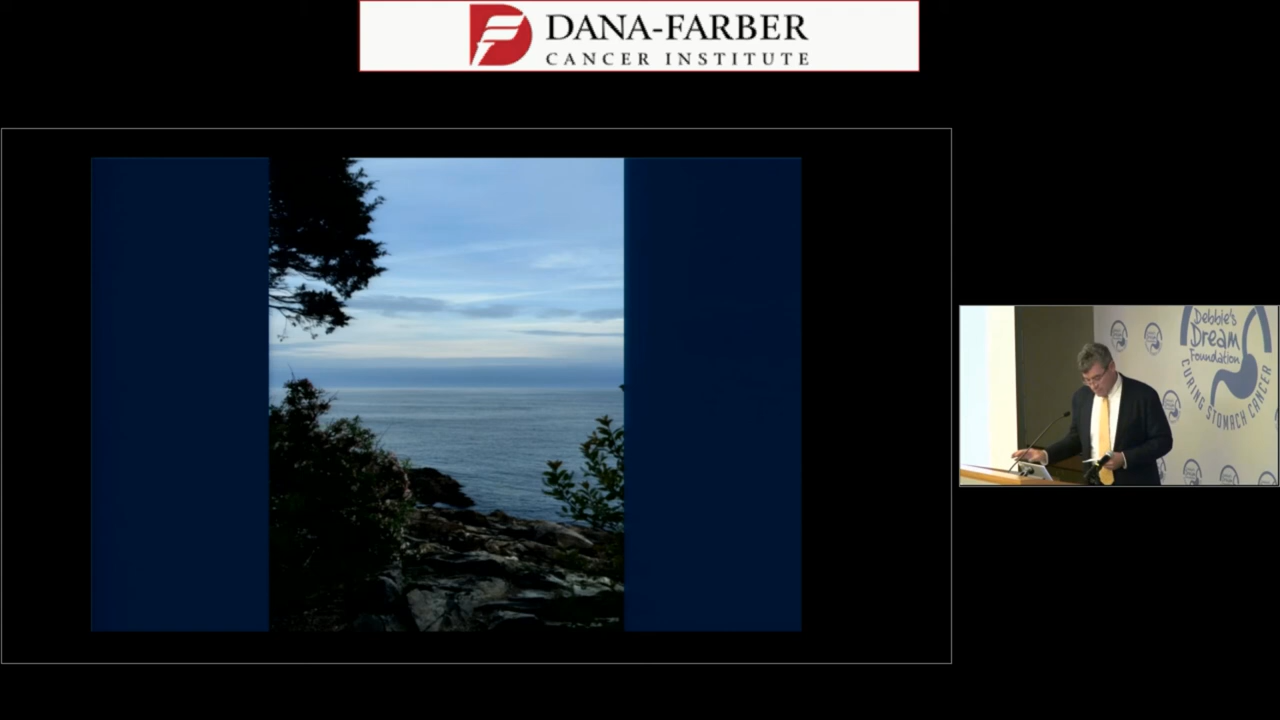 DANA-FARBER
CANCER INSTITUTE
Debbie's
Dream
Foundation
CURING STOMACH CANCER